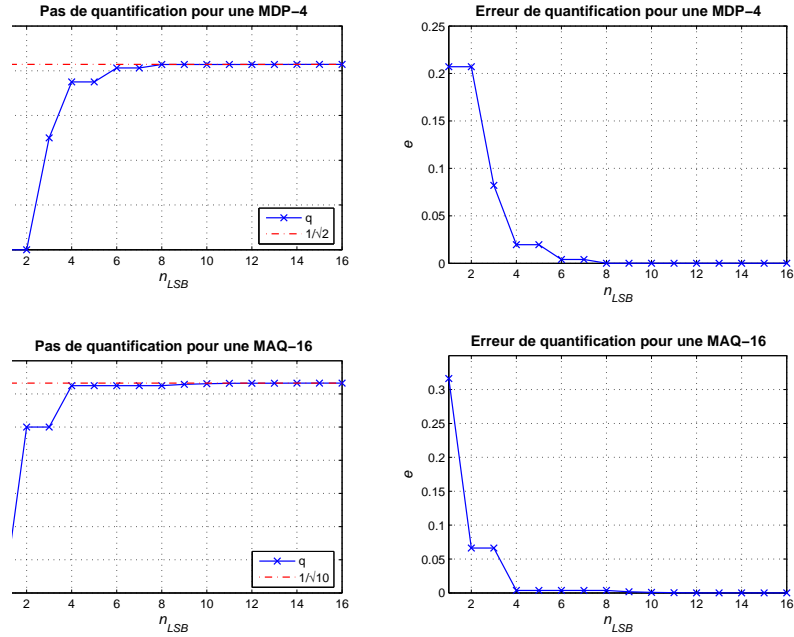 Pas de quantification pour une MDP−4
2 4 6 8 10 12 14 16
n_LSB
q
1/√2
Erreur de quantification pour une MDP−4
0.25
0.2
0.15
0.1
0.05
0
e
2 4 6 8 10 12 14 16
n_LSB
Pas de quantification pour une MAQ−16
2 4 6 8 10 12 14 16
n_LSB
q
1/√10
Erreur de quantification pour une MAQ−16
0.3
0.25
0.2
0.15
0.1
0.05
0
e
2 4 6 8 10 12 14 16
n_LSB